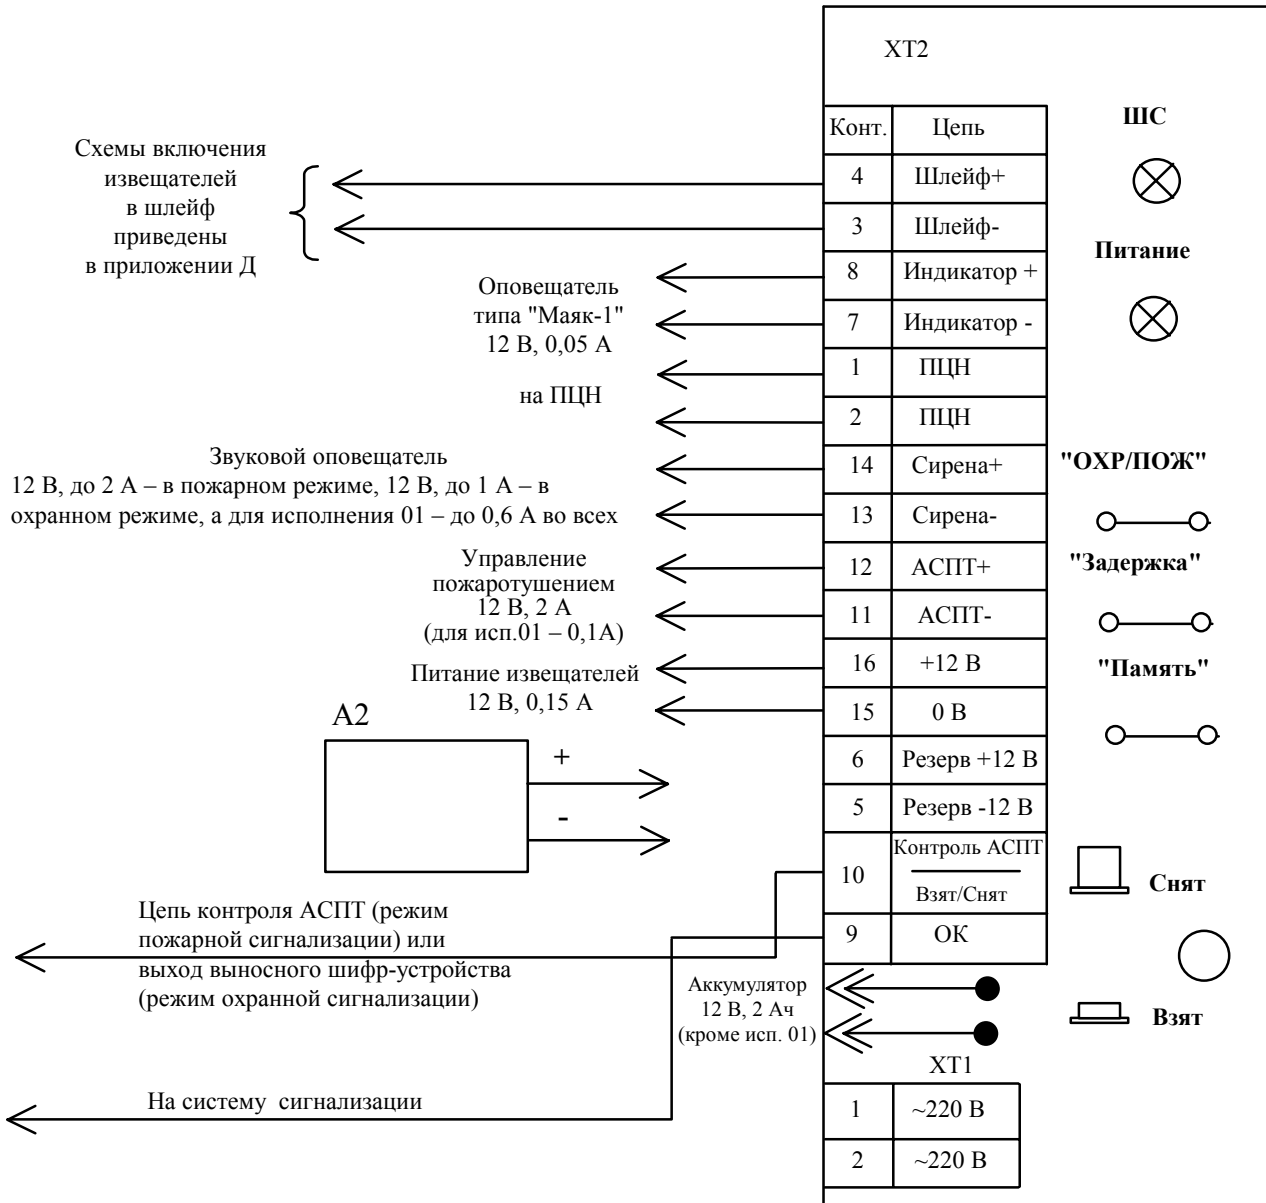 XT2
Конт. Цепь
4 Шлейф+
3 Шлейф-
8 Индикатор +
7 Индикатор -
1 ПЦН
2 ПЦН
14 Сирена+
13 Сирена-
12 АСПТ+
11 АСПТ-
16 +12 В
15 0 В
6 Резерв +12 В
5 Резерв -12 В
10 Контроль АСПТ
Взят/Снят
9 ОК
Схемы включения
извещателей
в шлейф
приведены
в приложении Д
Оповещатель
типа "Маяк-1"
12 В, 0,05 А
на ПЦН
Звуковой оповещатель
12 В, до 2 А – в пожарном режиме, 12 В, до 1 А – в
охранном режиме, а для исполнения 01 – до 0,6 А во всех
Управление
пожаротушением
12 В, 2 А
(для исп.01 – 0,1А)
Питание извещателей
12 В, 0,15 А
А2
+
-
Цепь контроля АСПТ (режим
пожарной сигнализации) или
выход выносного шифр-устройства
(режим охранной сигнализации)
Аккумулятор
12 В, 2 Ач
(кроме исп. 01)
На систему сигнализации
XT1
1 ~220 В
2 ~220 В
ШС
Питание
"ОХР/ПОЖ"
"Задержка"
"Память"
Снят
Взят